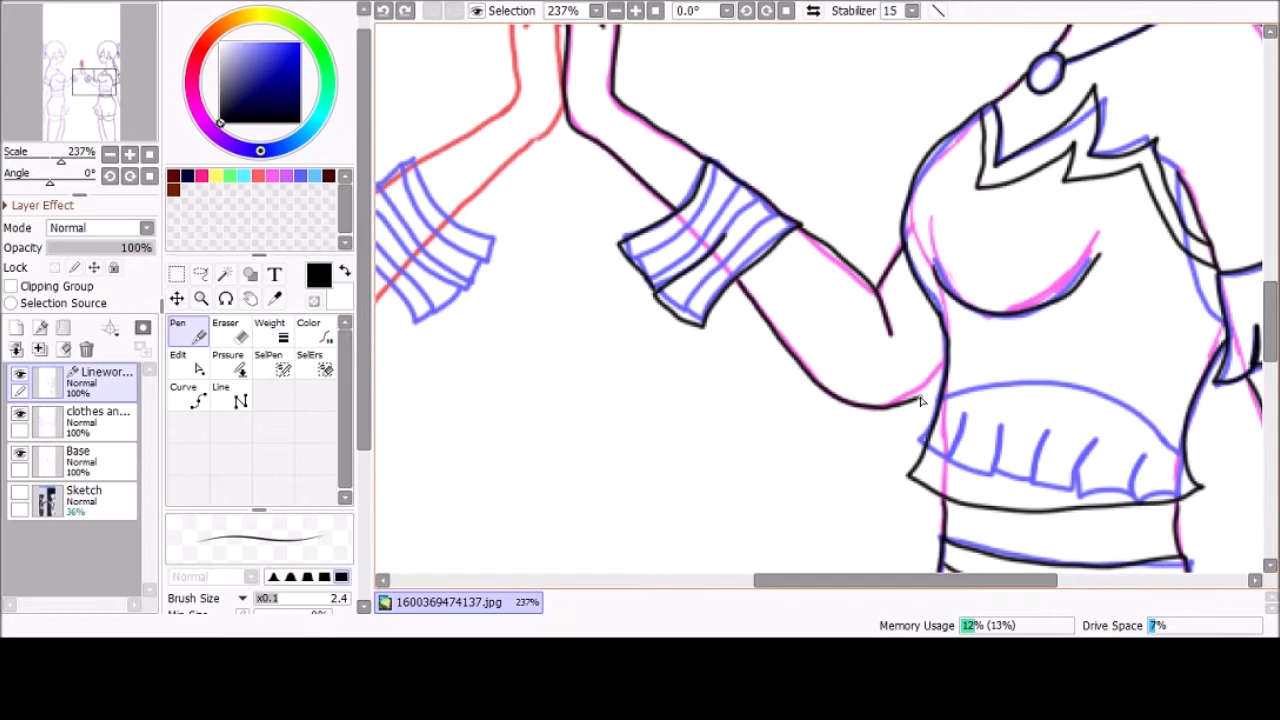 Selection 237% 0.0° Stabilizer 15
Scale 237%
Angle 0°
Layer Effect
Mode Normal
Opacity 100%
Lock
Clipping Group
Selection Source
Linewor...
Normal
100%
clothes an...
Normal
100%
Base
Normal
100%
Sketch
Normal
36%
T
Pen Eraser Weight Color
Edit Prssure SelPen SelErs
Curve Line
Normal
Brush Size x0.1 2.4
1600369474137.jpg 237%
Memory Usage 12% (13%) Drive Space 7%